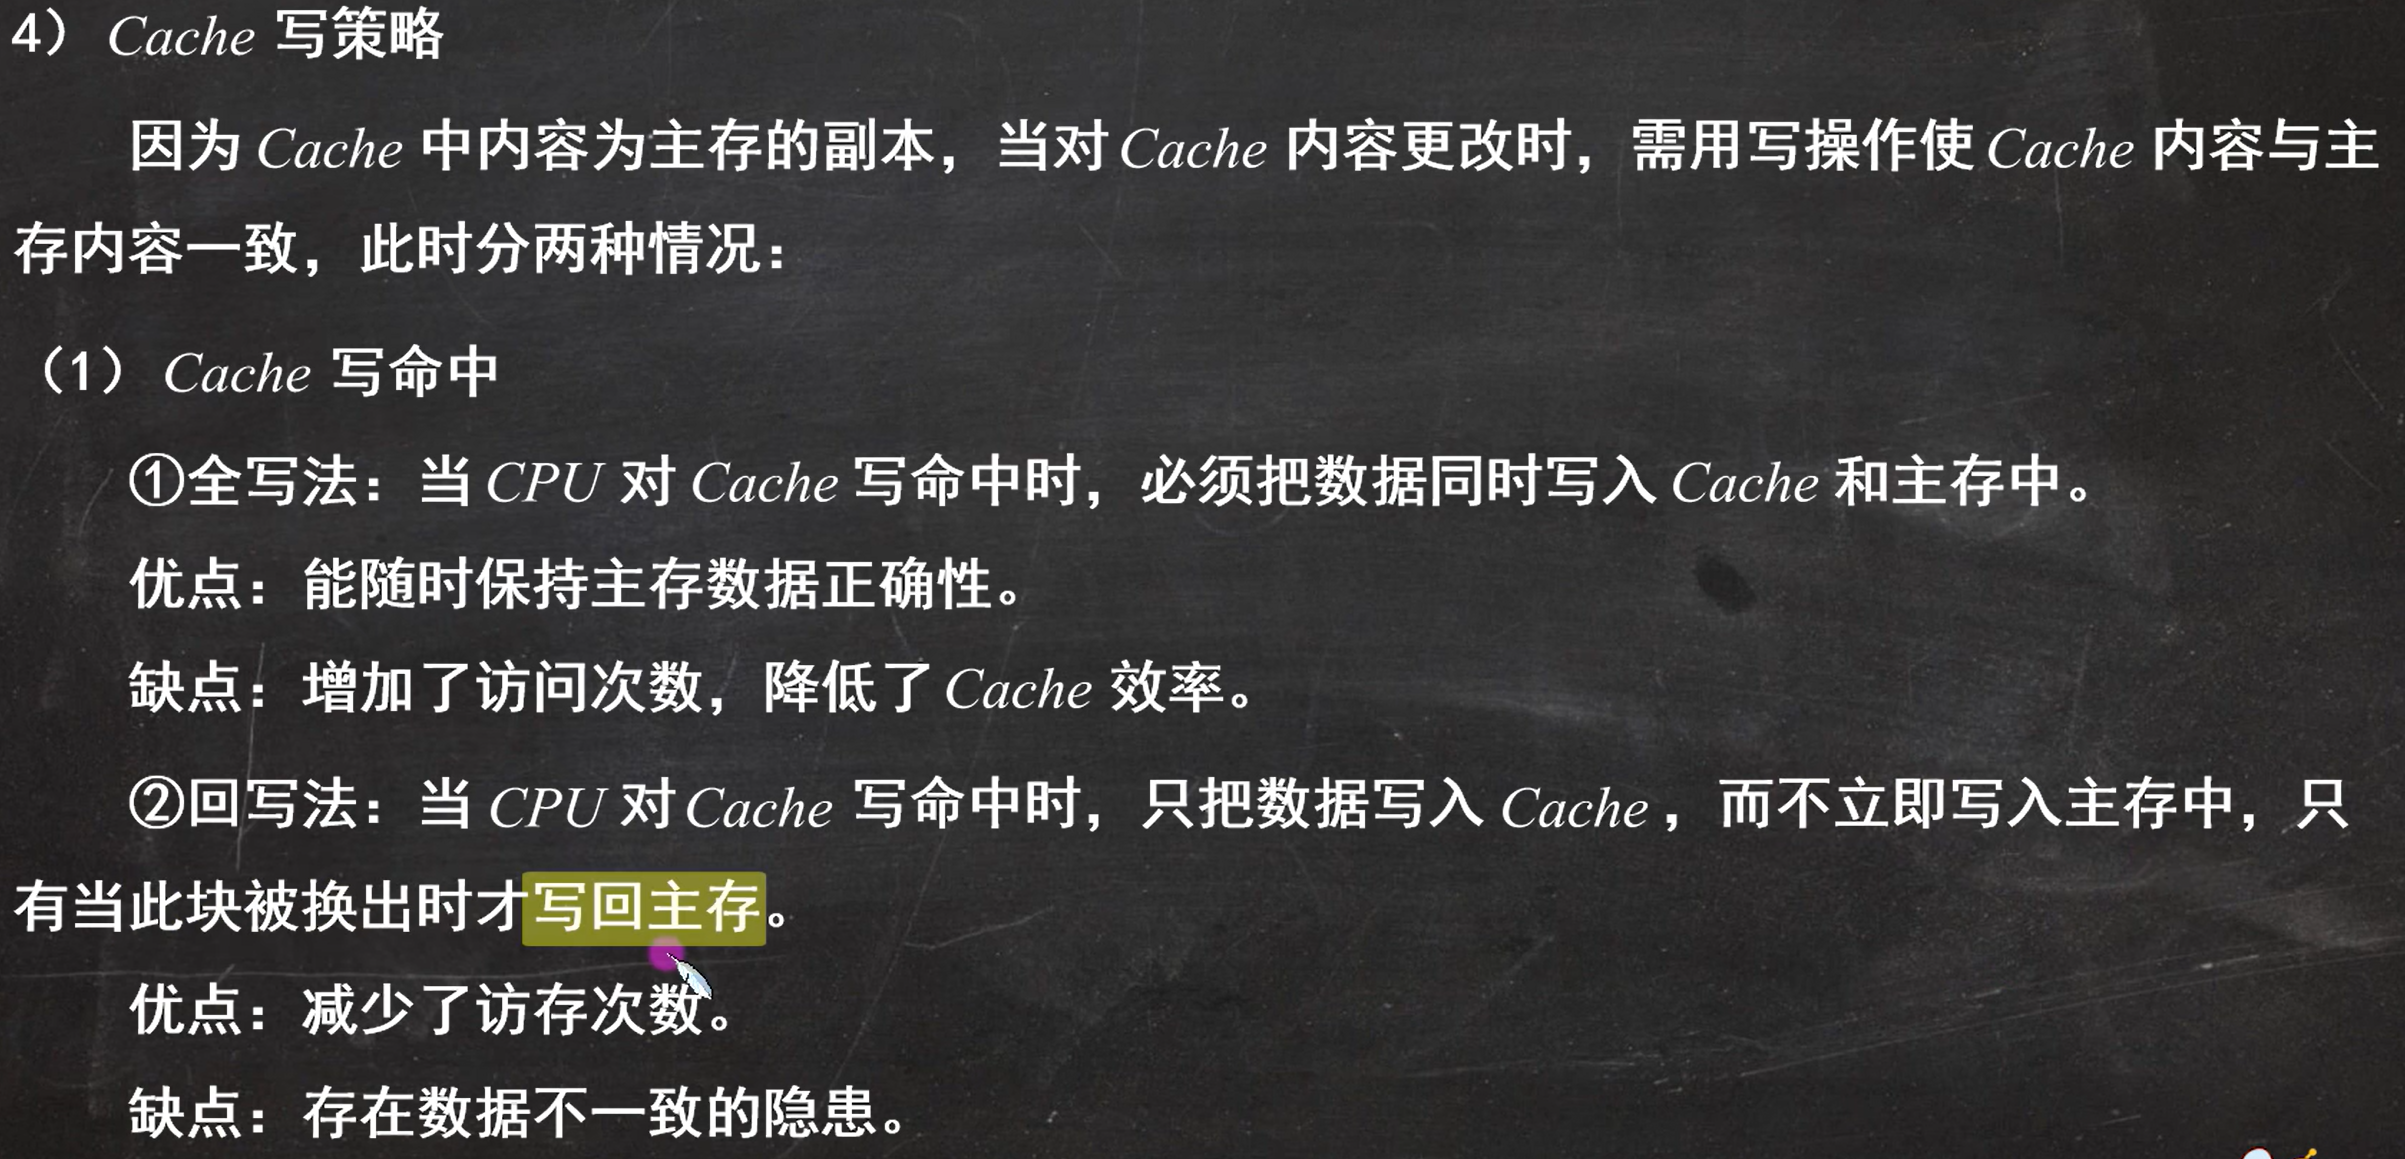 4） Cache 写策略
因为 Cache 中内容为主存的副本，当对 Cache 内容更改时，需用写操作使 Cache 内容与主
存内容一致，此时分两种情况：
（1） Cache 写命中
①全写法：当 CPU 对 Cache 写命中时，必须把数据同时写入 Cache 和主存中。
优点：能随时保持主存数据正确性。
缺点：增加了访问次数，降低了 Cache 效率。
②回写法：当 CPU 对 Cache 写命中时，只把数据写入 Cache，而不立即写入主存中，只
有当此块被换出时才写回主存。
优点：减少了访存次数。
缺点：存在数据不一致的隐患。